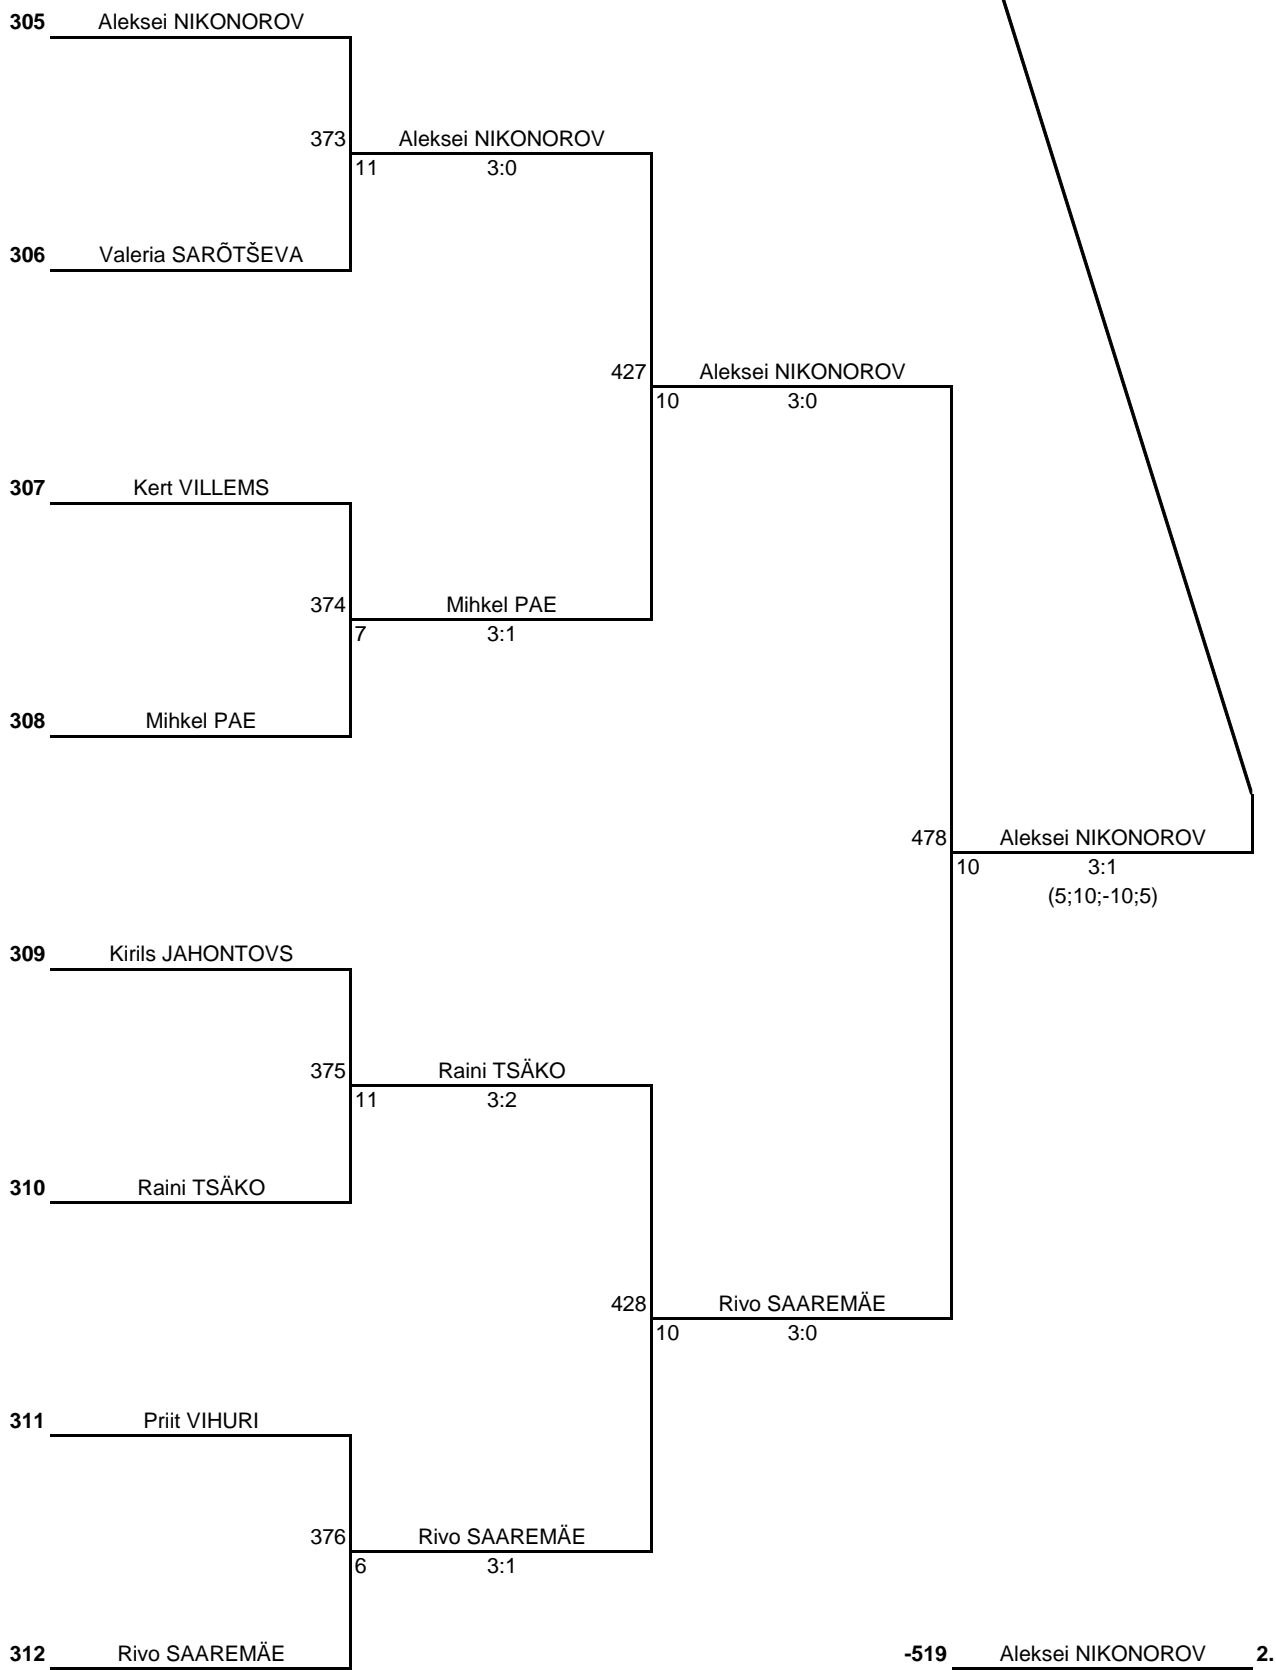 305 Aleksei NIKONOROV
373 Aleksei NIKONOROV
11 3:0
306 Valeria SARÕTŠEVA
427 Aleksei NIKONOROV
10 3:0
307 Kert VILLEMS
374 Mihkel PAE
7 3:1
308 Mihkel PAE
478 Aleksei NIKONOROV
10 3:1
(5;10;-10;5)
309 Kirils JAHONTOVS
375 Raini TSÄKO
11 3:2
310 Raini TSÄKO
428 Rivo SAAREMÄE
10 3:0
311 Priit VIHURI
376 Rivo SAAREMÄE
6 3:1
312 Rivo SAAREMÄE
-519 Aleksei NIKONOROV 2.